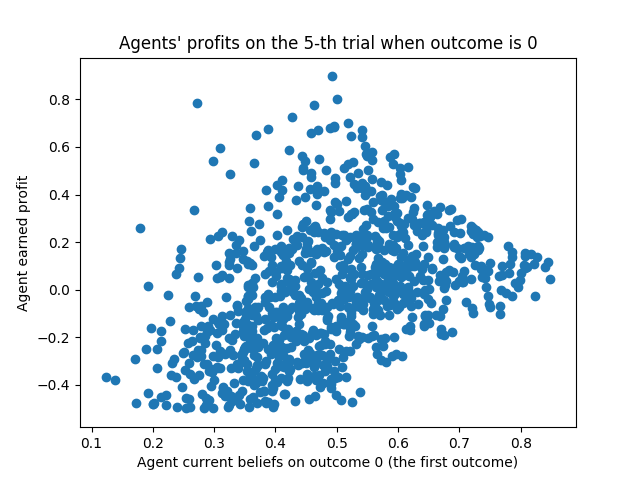 Agents' profits on the 5-th trial when outcome is 0
Agent earned profit
0.8
0.6
0.4
0.2
0.0
−0.2
−0.4
0.1 0.2 0.3 0.4 0.5 0.6 0.7 0.8
Agent current beliefs on outcome 0 (the first outcome)